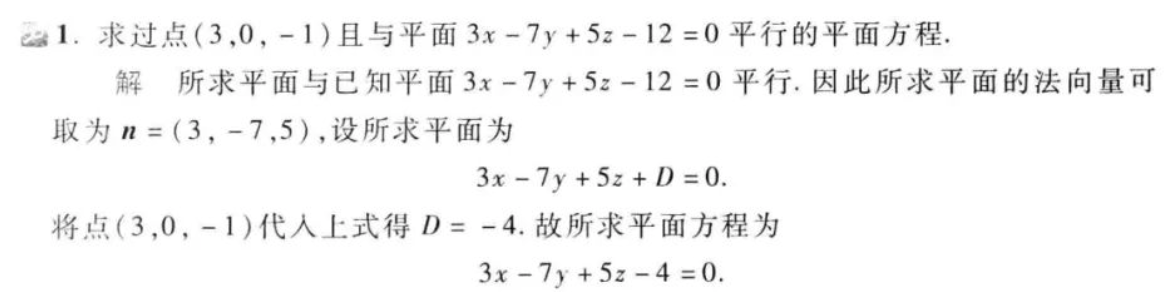 1. 求过点(3,0,-1)且与平面 3x-7y+5z-12=0 平行的平面方程.
解 所求平面与已知平面 3x-7y+5z-12=0 平行. 因此所求平面的法向量可
取为 n=(3,-7,5),设所求平面为
3x-7y+5z+D=0.
将点(3,0,-1)代入上式得 D=-4. 故所求平面方程为
3x-7y+5z-4=0.